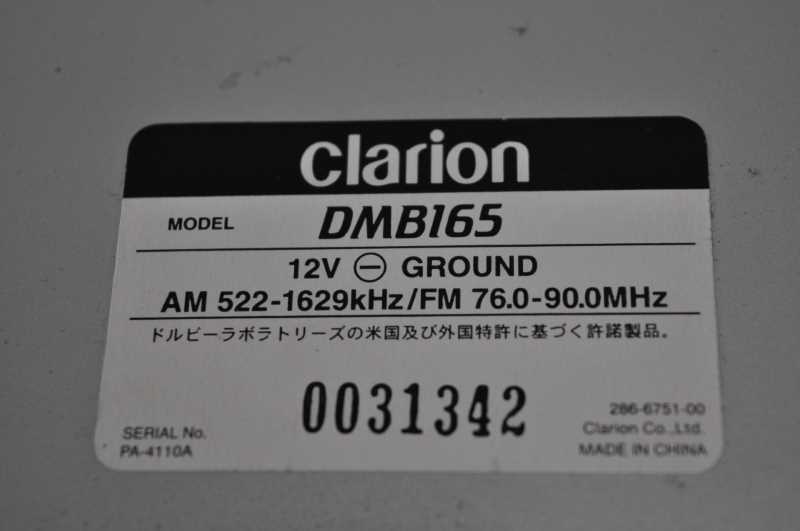 clarion
MODEL DMB165
12V ⊖ GROUND
AM 522-1629kHz/FM 76.0-90.0MHz
ドルビーラボラトリーズの米国及び外国特許に基づく許諾製品。
0031342
SERIAL No.
PA-4110A
286-6751-00
Clarion Co.,Ltd.
MADE IN CHINA